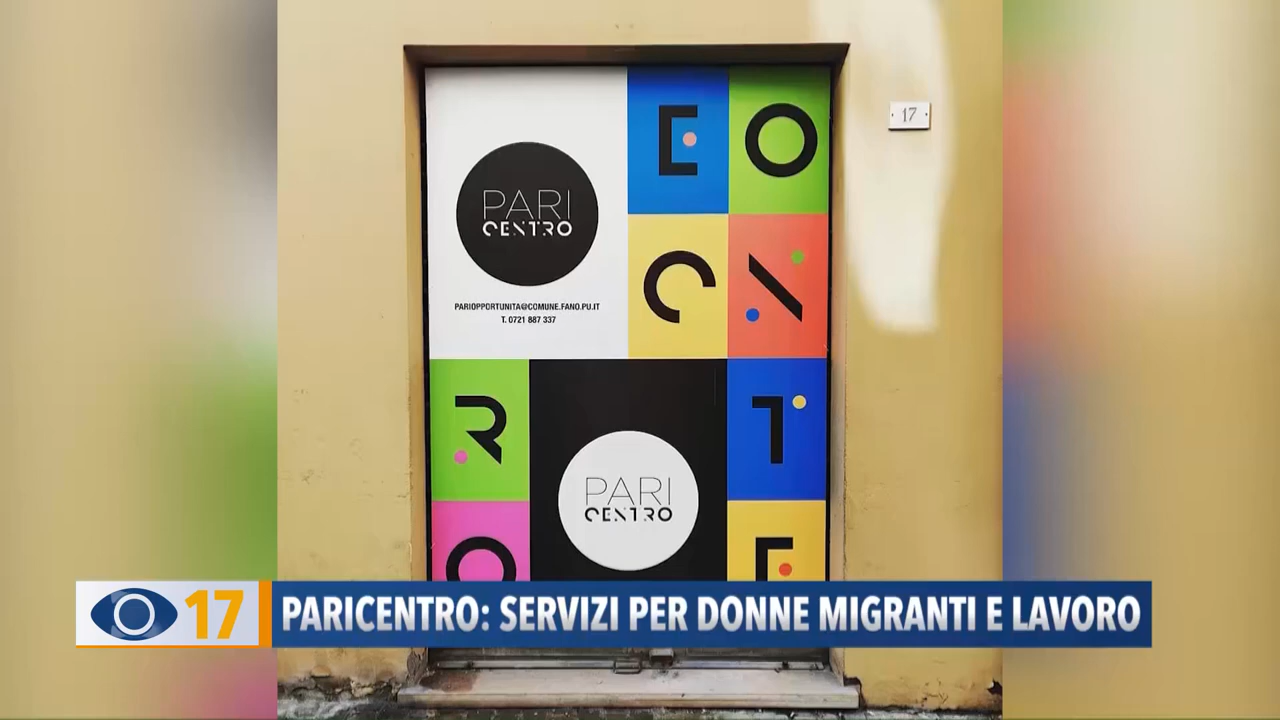 PARI
CENTRO
PARIOPPORTUNITA@COMUNE.FANO.PU.IT
T. 0721 887 337
E O
C N
17
R
T
PARI
CENTRO
O
E
17
PARICENTRO: SERVIZI PER DONNE MIGRANTI E LAVORO